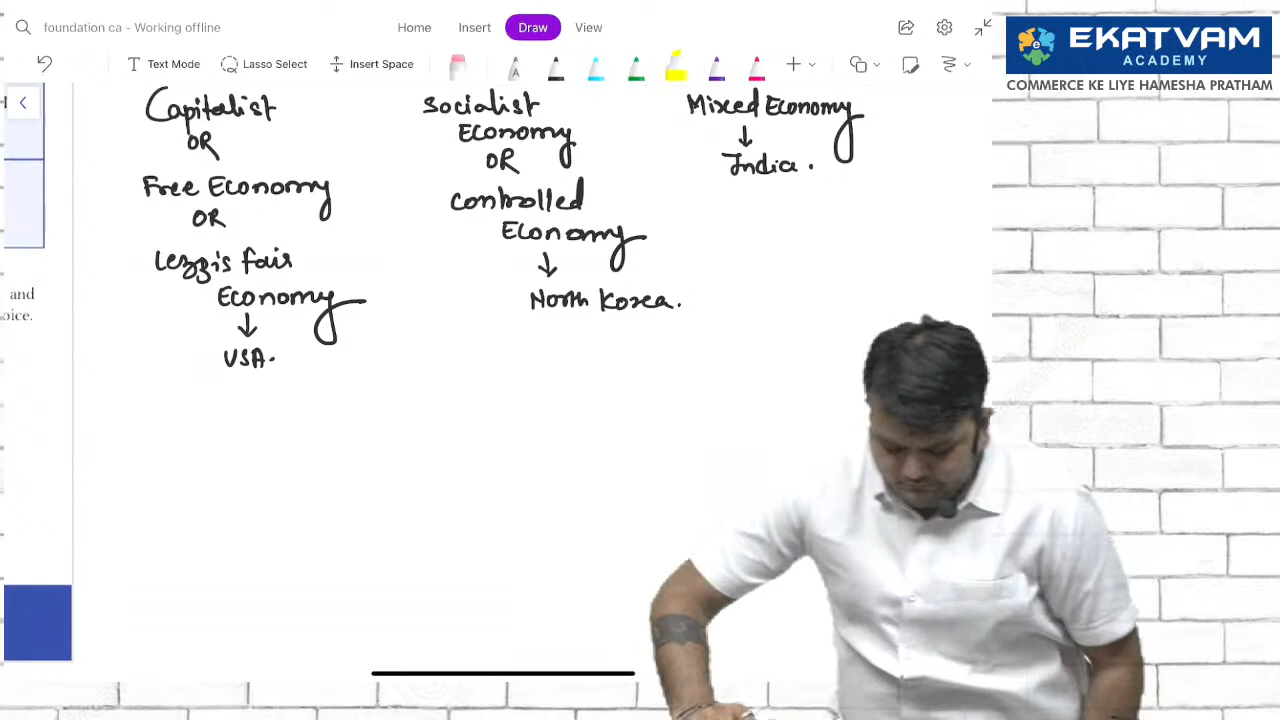 foundation ca - Working offline
Home
Insert
Draw
View
Text Mode
Lasso Select
Insert Space
A
EKATVAM
ACADEMY
COMMERCE KE LIYE HAMESHA PRATHAM
Capitalist
OR
Free Economy
OR
Lezzis fair
Economy
USA.
Socialist
Economy
OR
Controlled
Economy
North Korea.
Mixed Economy
India.
and
oice.